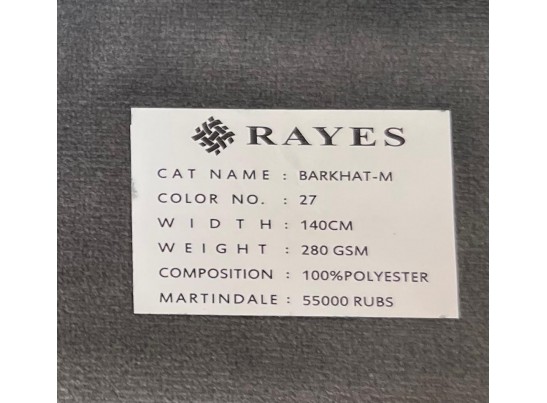 RAYES
CAT NAME : BARKHAT-M
COLOR NO. : 27
WIDTH : 140CM
WEIGHT : 280 GSM
COMPOSITION : 100%POLYESTER
MARTINDALE : 55000 RUBS